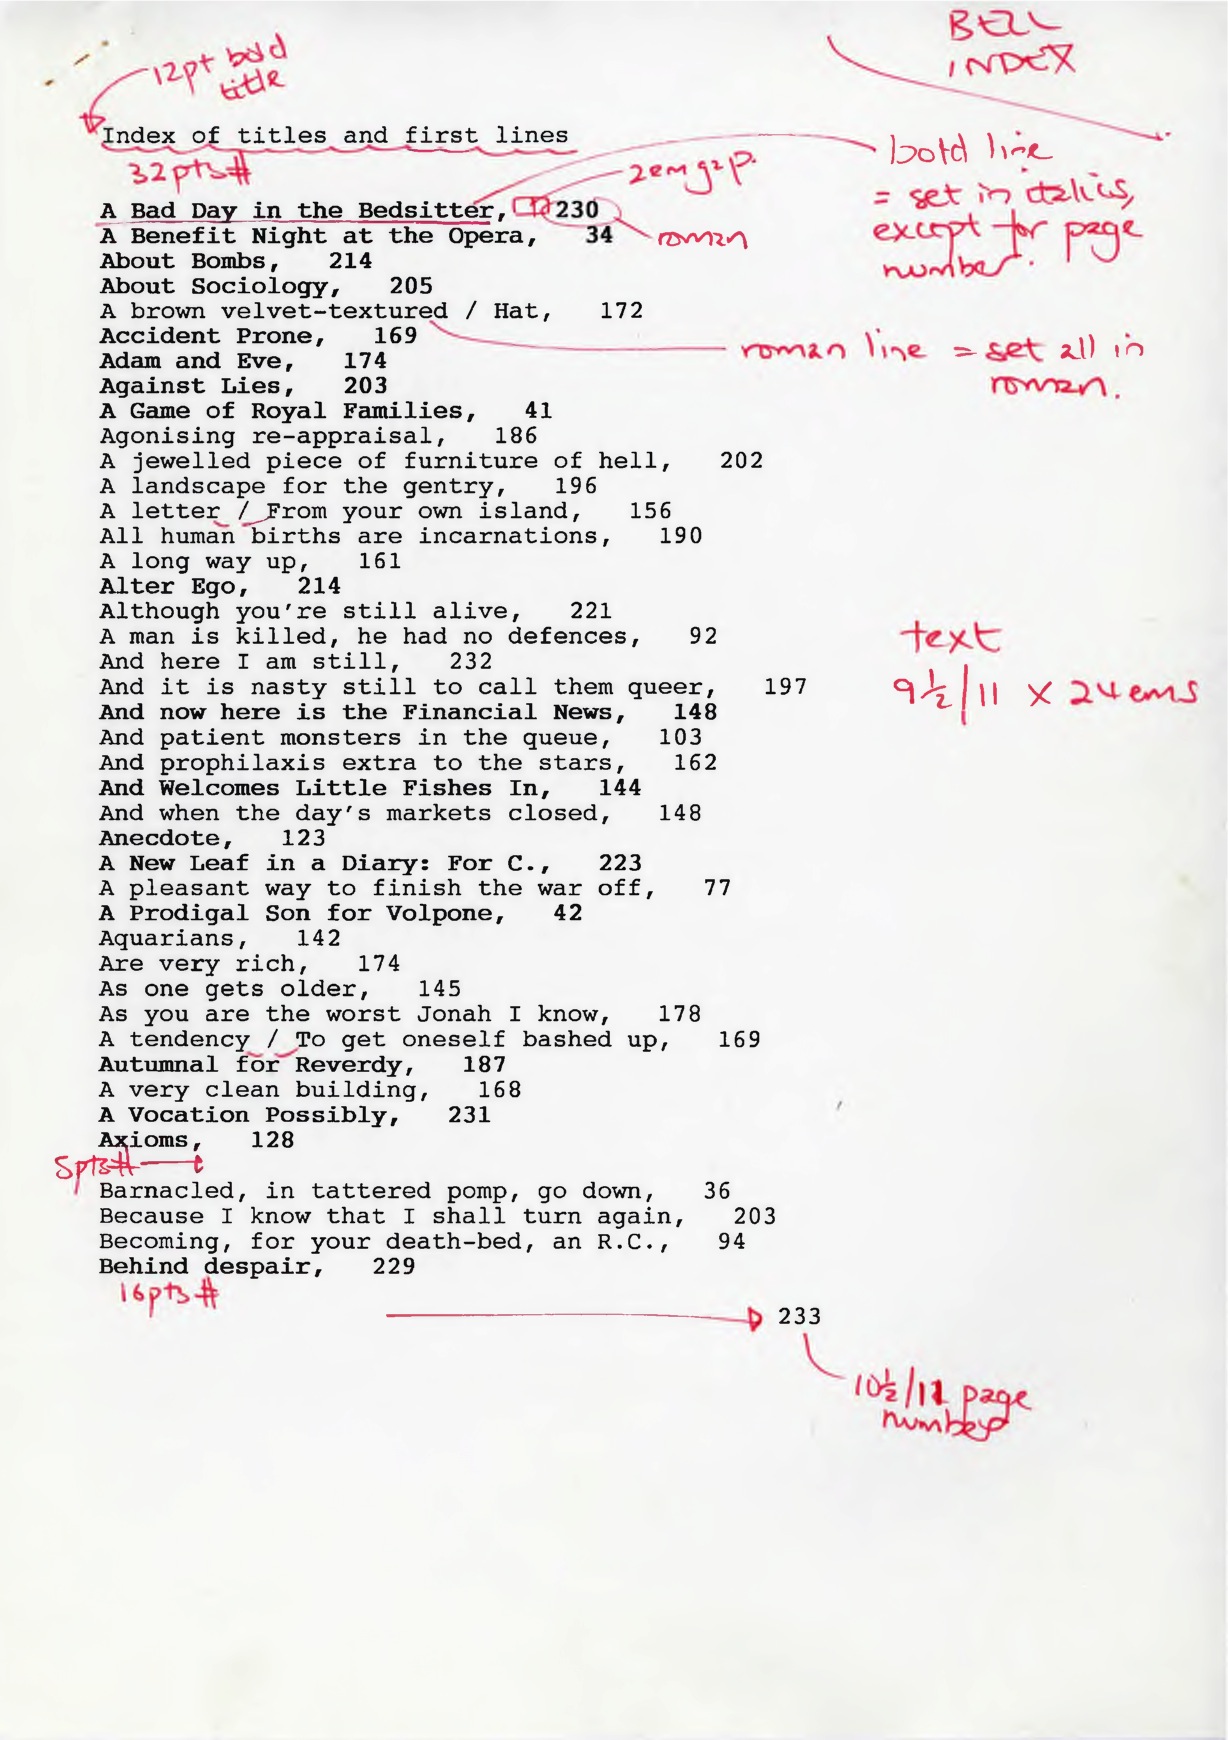 BELL
INDEX
12pt bold
title
Index of titles and first lines
32pts#
2em gap.
bold line
= set in italics,
except for page
number.
A Bad Day in the Bedsitter, 230
roman
A Benefit Night at the Opera, 34
About Bombs, 214
About Sociology, 205
A brown velvet-textured / Hat, 172
Accident Prone, 169
roman line = set all in
roman.
Adam and Eve, 174
Against Lies, 203
A Game of Royal Families, 41
Agonising re-appraisal, 186
A jewelled piece of furniture of hell, 202
A landscape for the gentry, 196
A letter / From your own island, 156
All human births are incarnations, 190
A long way up, 161
Alter Ego, 214
Although you're still alive, 221
A man is killed, he had no defences, 92
text
9½/11 x 24 ems
And here I am still, 232
And it is nasty still to call them queer, 197
And now here is the Financial News, 148
And patient monsters in the queue, 103
And prophilaxis extra to the stars, 162
And Welcomes Little Fishes In, 144
And when the day's markets closed, 148
Anecdote, 123
A New Leaf in a Diary: For C., 223
A pleasant way to finish the war off, 77
A Prodigal Son for Volpone, 42
Aquarians, 142
Are very rich, 174
As one gets older, 145
As you are the worst Jonah I know, 178
A tendency / To get oneself bashed up, 169
Autumnal for Reverdy, 187
A very clean building, 168
A Vocation Possibly, 231
Axioms, 128
5pts#
Barnacled, in tattered pomp, go down, 36
Because I know that I shall turn again, 203
Becoming, for your death-bed, an R.C., 94
Behind despair, 229
16pts#
233
10½/11 page
number